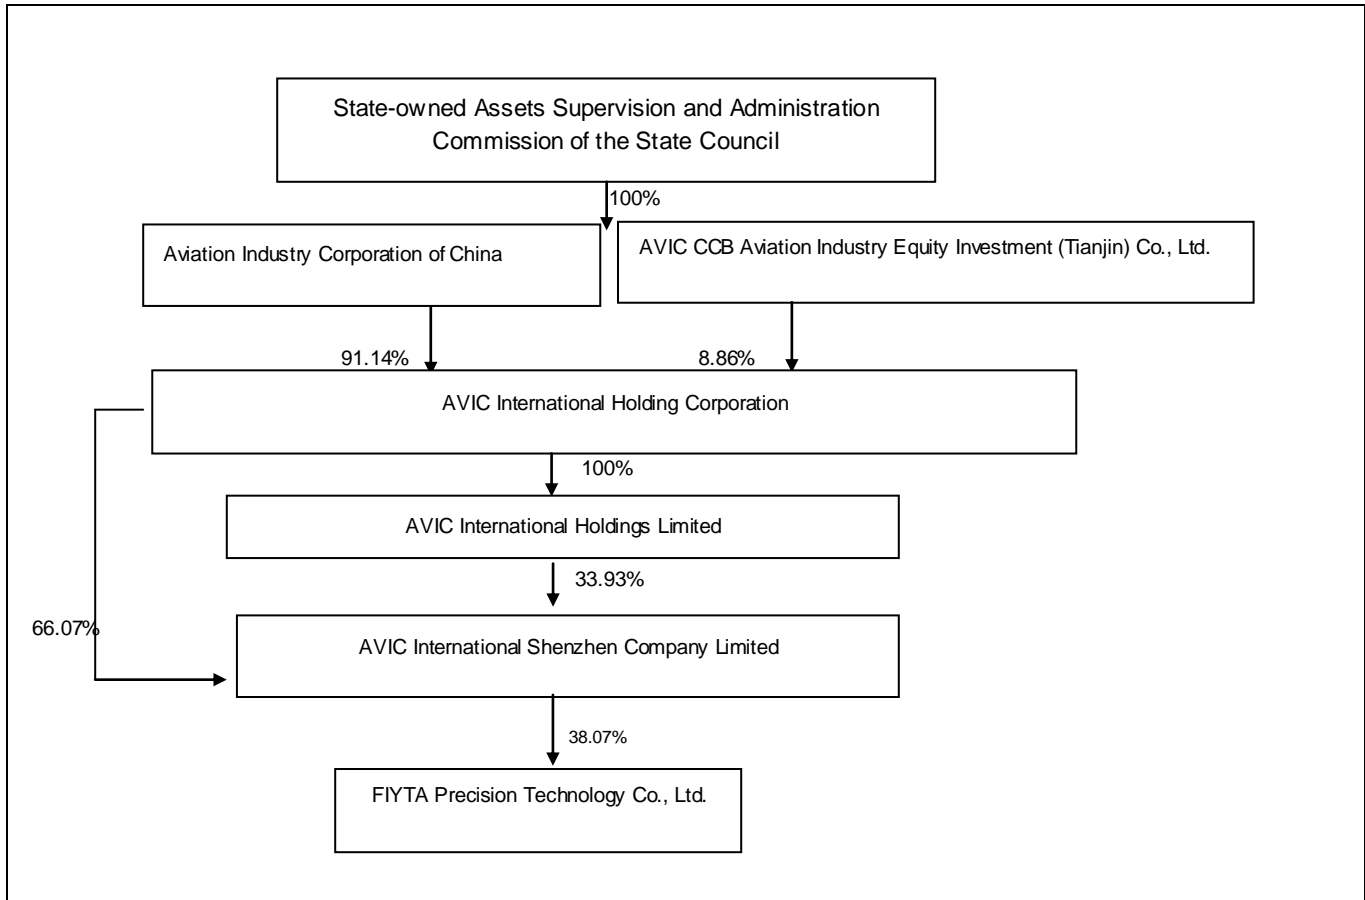 State-owned Assets Supervision and Administration
Commission of the State Council
100%
Aviation Industry Corporation of China
AVIC CCB Aviation Industry Equity Investment (Tianjin) Co., Ltd.
91.14%
8.86%
AVIC International Holding Corporation
100%
AVIC International Holdings Limited
33.93%
66.07%
AVIC International Shenzhen Company Limited
38.07%
FIYTA Precision Technology Co., Ltd.